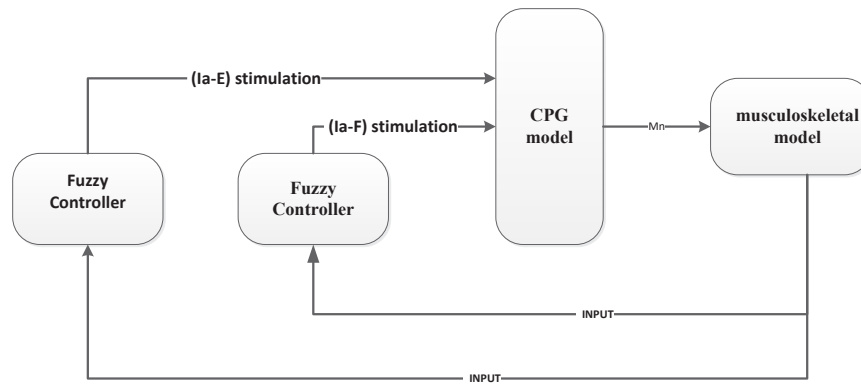 (Ia-E) stimulation
(Ia-F) stimulation
CPG
model
Mn
musculoskeletal
model
Fuzzy
Controller
Fuzzy
Controller
INPUT
INPUT